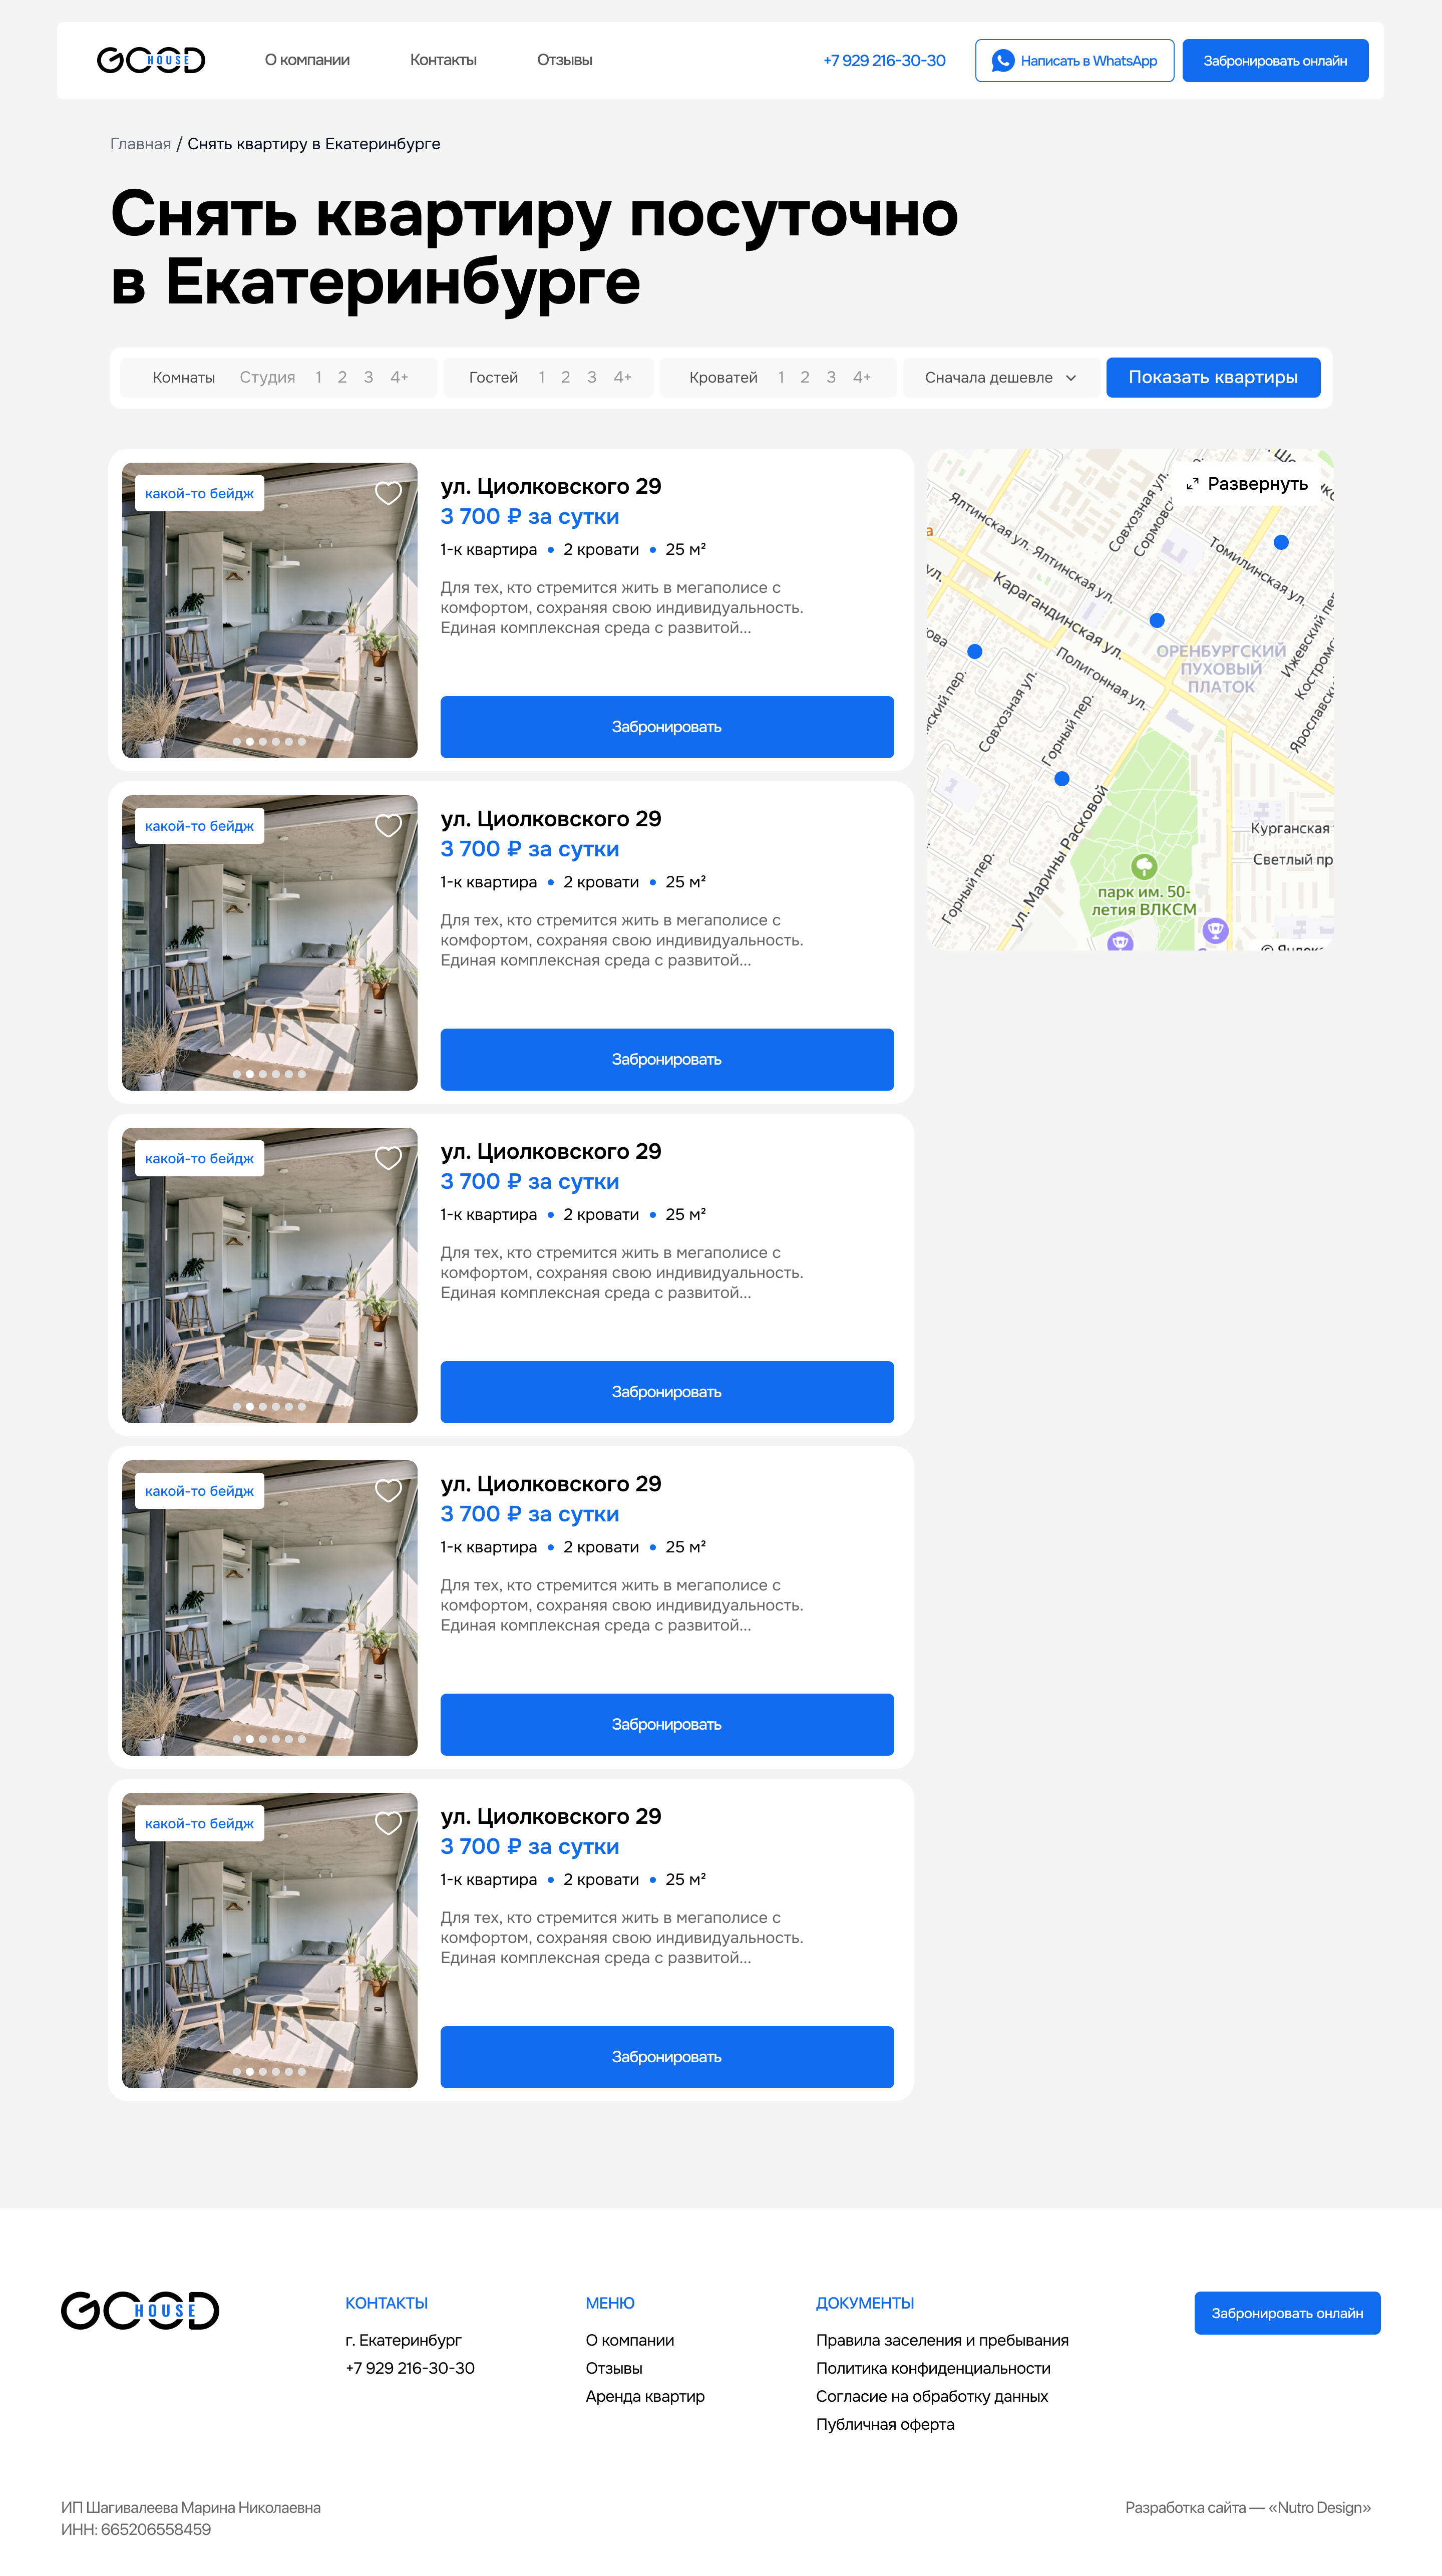 GOOD
HOUSE
О компании
Контакты
Отзывы
+7 929 216-30-30
Написать в WhatsApp
Забронировать онлайн
Главная / Снять квартиру в Екатеринбурге
Снять квартиру посуточно
в Екатеринбурге
Комнаты Студия 1 2 3 4+
Гостей 1 2 3 4+
Кроватей 1 2 3 4+
Сначала дешевле
Показать квартиры
какой-то бейдж
ул. Циолковского 29
3 700 ₽ за сутки
1-к квартира • 2 кровати • 25 м²
Для тех, кто стремится жить в мегаполисе с
комфортом, сохраняя свою индивидуальность.
Единая комплексная среда с развитой...
Забронировать
Развернуть
Ялтинская ул.
Ялтинская ул.
Совхозная ул.
Томилинская ул.
Карагандинская ул.
Полигонная ул.
ОРЕНБУРГСКИЙ
ПУХОВЫЙ
ПЛАТОК
Совхозная ул.
Горный пер.
ул. Марины Расковой
Горный пер.
Курганская
Светлый пр
парк им. 50-
летия ВЛКСМ
какой-то бейдж
ул. Циолковского 29
3 700 ₽ за сутки
1-к квартира • 2 кровати • 25 м²
Для тех, кто стремится жить в мегаполисе с
комфортом, сохраняя свою индивидуальность.
Единая комплексная среда с развитой...
Забронировать
какой-то бейдж
ул. Циолковского 29
3 700 ₽ за сутки
1-к квартира • 2 кровати • 25 м²
Для тех, кто стремится жить в мегаполисе с
комфортом, сохраняя свою индивидуальность.
Единая комплексная среда с развитой...
Забронировать
какой-то бейдж
ул. Циолковского 29
3 700 ₽ за сутки
1-к квартира • 2 кровати • 25 м²
Для тех, кто стремится жить в мегаполисе с
комфортом, сохраняя свою индивидуальность.
Единая комплексная среда с развитой...
Забронировать
какой-то бейдж
ул. Циолковского 29
3 700 ₽ за сутки
1-к квартира • 2 кровати • 25 м²
Для тех, кто стремится жить в мегаполисе с
комфортом, сохраняя свою индивидуальность.
Единая комплексная среда с развитой...
Забронировать
GOOD
HOUSE
КОНТАКТЫ
г. Екатеринбург
+7 929 216-30-30
МЕНЮ
О компании
Отзывы
Аренда квартир
ДОКУМЕНТЫ
Правила заселения и пребывания
Политика конфиденциальности
Согласие на обработку данных
Публичная оферта
Забронировать онлайн
ИП Шагивалеева Марина Николаевна
ИНН: 665206558459
Разработка сайта — «Nutro Design»